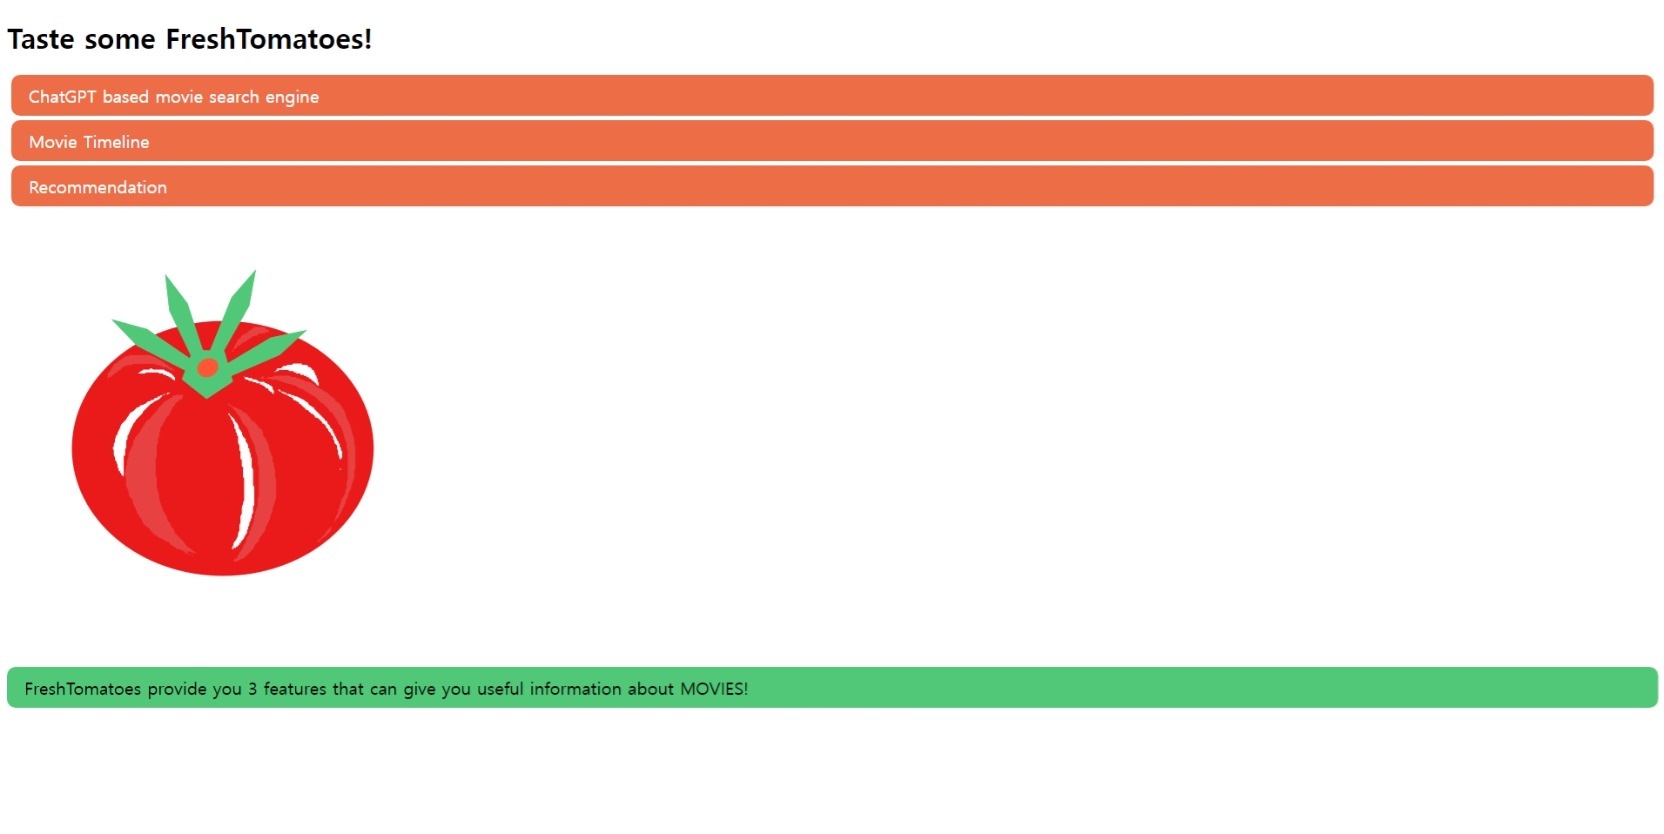 Taste some FreshTomatoes!
ChatGPT based movie search engine
Movie Timeline
Recommendation
FreshTomatoes provide you 3 features that can give you useful information about MOVIES!